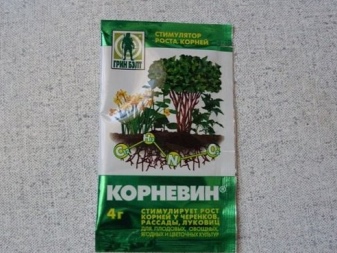 СТИМУЛЯТОР
РОСТА КОРНЕЙ
ГРИН БЭЛТ
N
КОРНЕВИН®
4г
СТИМУЛИРУЕТ РОСТ
КОРНЕЙ У ЧЕРЕНКОВ,
РАССАДЫ, ЛУКОВИЦ
ДЛЯ ПЛОДОВЫХ, ОВОЩНЫХ,
ЯГОДНЫХ И ЦВЕТОЧНЫХ КУЛЬТУР